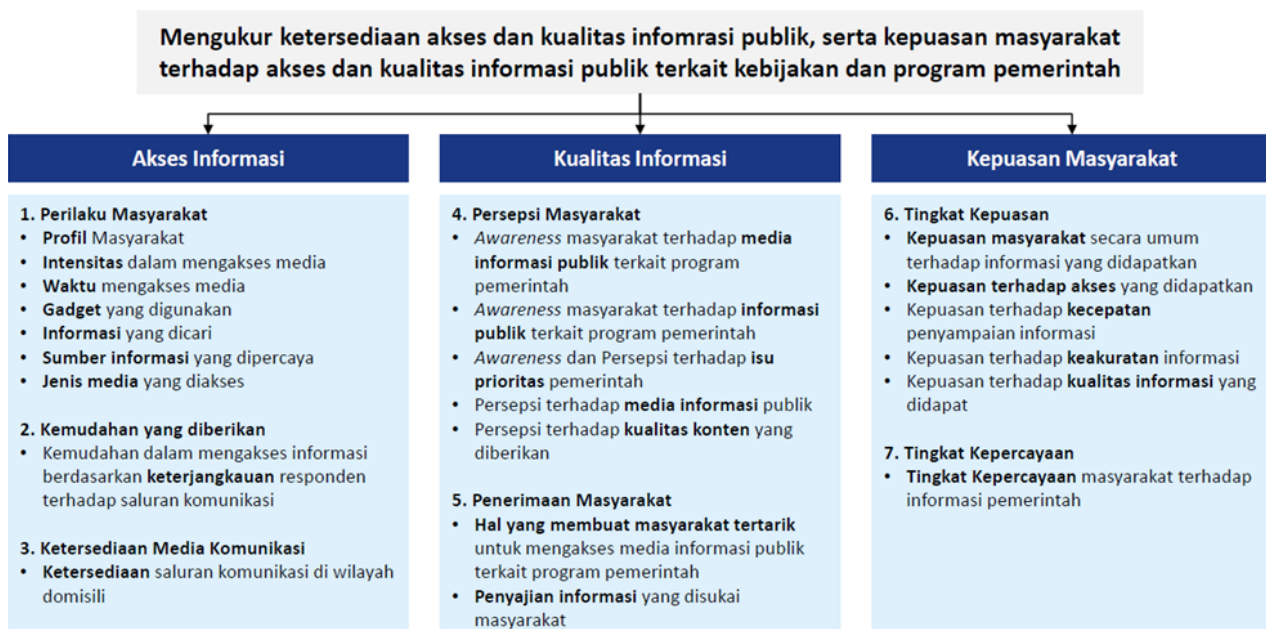 Mengukur ketersediaan akses dan kualitas infomrasi publik, serta kepuasan masyarakat
terhadap akses dan kualitas informasi publik terkait kebijakan dan program pemerintah
Akses Informasi
1. Perilaku Masyarakat
• Profil Masyarakat
• Intensitas dalam mengakses media
• Waktu mengakses media
• Gadget yang digunakan
• Informasi yang dicari
• Sumber informasi yang dipercaya
• Jenis media yang diakses
2. Kemudahan yang diberikan
• Kemudahan dalam mengakses informasi
berdasarkan keterjangkauan responden
terhadap saluran komunikasi
3. Ketersediaan Media Komunikasi
• Ketersediaan saluran komunikasi di wilayah
domisili
Kualitas Informasi
4. Persepsi Masyarakat
• Awareness masyarakat terhadap media
informasi publik terkait program
pemerintah
• Awareness masyarakat terhadap informasi
publik terkait program pemerintah
• Awareness dan Persepsi terhadap isu
prioritas pemerintah
• Persepsi terhadap media informasi publik
• Persepsi terhadap kualitas konten yang
diberikan
5. Penerimaan Masyarakat
• Hal yang membuat masyarakat tertarik
untuk mengakses media informasi publik
terkait program pemerintah
• Penyajian informasi yang disukai
masyarakat
Kepuasan Masyarakat
6. Tingkat Kepuasan
• Kepuasan masyarakat secara umum
terhadap informasi yang didapatkan
• Kepuasan terhadap akses yang didapatkan
• Kepuasan terhadap kecepatan
penyampaian informasi
• Kepuasan terhadap keakuratan informasi
• Kepuasan terhadap kualitas informasi yang
didapat
7. Tingkat Kepercayaan
• Tingkat Kepercayaan masyarakat terhadap
informasi pemerintah